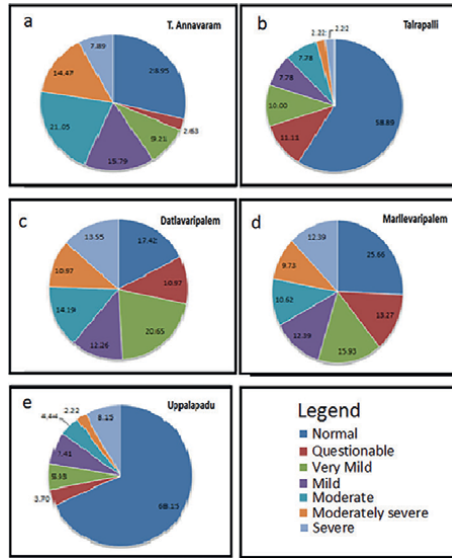 a
T. Annavaram
7.89
28.95
2.63
9.21
15.79
21.05
14.47
b
Talrapalli
2.22
58.89
11.11
10.00
7.78
7.78
c
Datlavaripalem
13.55
17.42
10.97
20.65
12.26
14.19
10.97
d
Marllevaripalem
12.39
25.66
13.27
15.93
12.39
10.62
9.73
e
Uppalapadu
8.15
68.15
3.70
7.41
4.44
2.22
Legend
Normal
Questionable
Very Mild
Mild
Moderate
Moderately severe
Severe